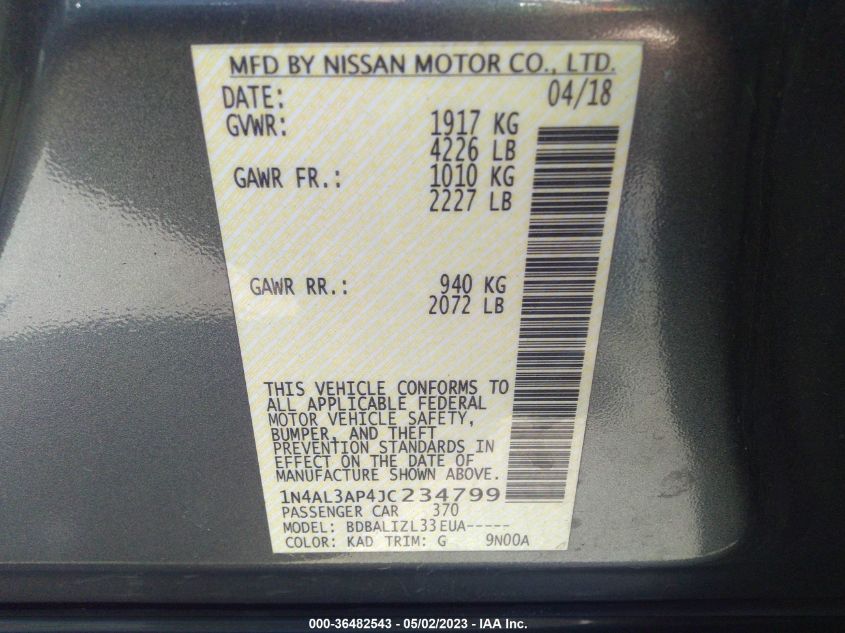 MFD BY NISSAN MOTOR CO., LTD.
DATE: 04/18
GVWR: 1917 KG
4226 LB
GAWR FR.: 1010 KG
2227 LB
GAWR RR.: 940 KG
2072 LB
THIS VEHICLE CONFORMS TO
ALL APPLICABLE FEDERAL
MOTOR VEHICLE SAFETY,
BUMPER, AND THEFT
PREVENTION STANDARDS IN
EFFECT ON THE DATE OF
MANUFACTURE SHOWN ABOVE.
1N4AL3AP4JC234799
PASSENGER CAR 370
MODEL: BDBALIZL33EUA-----
COLOR: KAD TRIM: G 9N00A
000-36482543 - 05/02/2023 - IAA Inc.